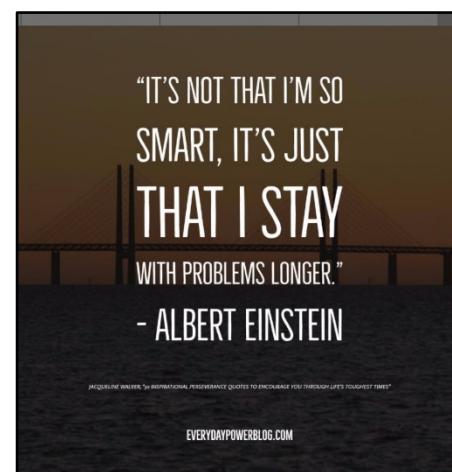 “IT’S NOT THAT I’M SO
SMART, IT’S JUST
THAT I STAY
WITH PROBLEMS LONGER.”
- ALBERT EINSTEIN
JACQUELINE WALKER, "50 INSPIRATIONAL PERSEVERANCE QUOTES TO ENCOURAGE YOU THROUGH LIFE'S TOUGHEST TIMES"
EVERYDAYPOWERBLOG.COM